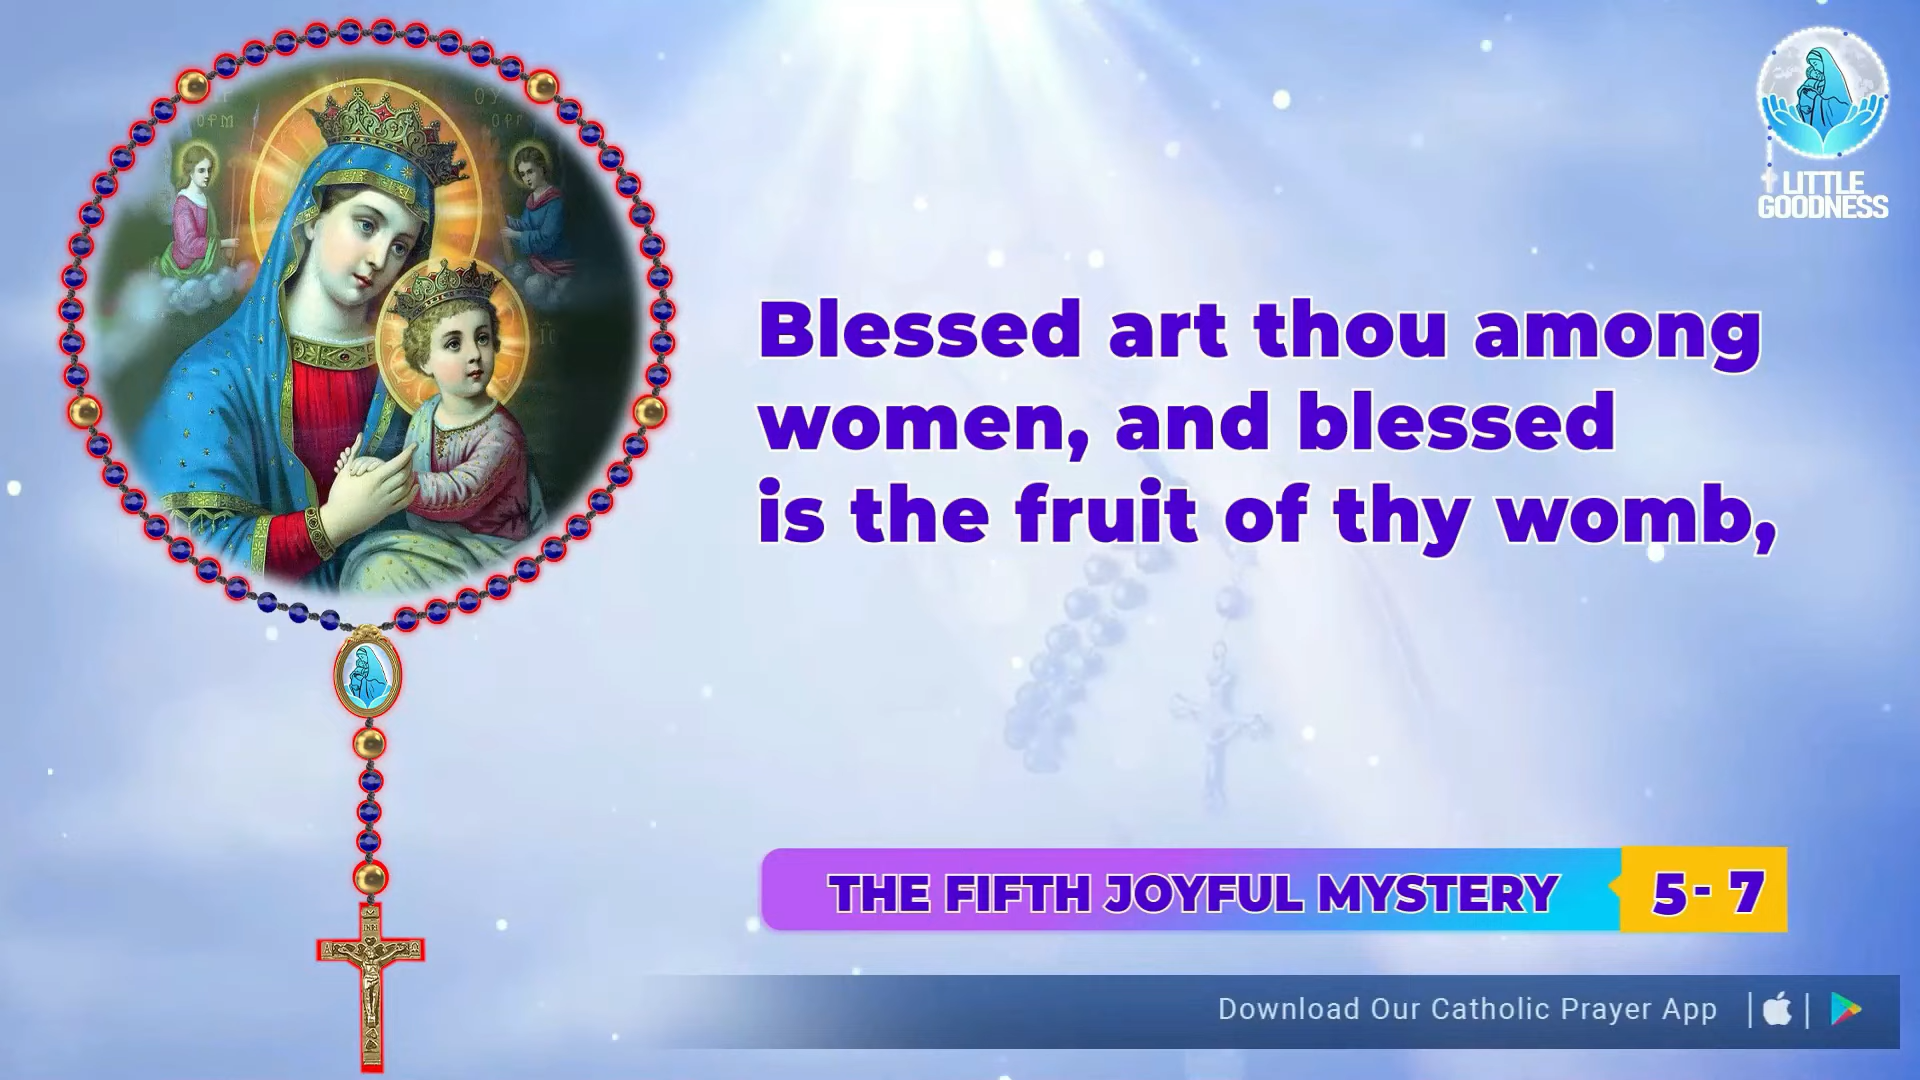 LITTLE
GOODNESS
Blessed art thou among
women, and blessed
is the fruit of thy womb,
THE FIFTH JOYFUL MYSTERY
5- 7
Download Our Catholic Prayer App
INRI